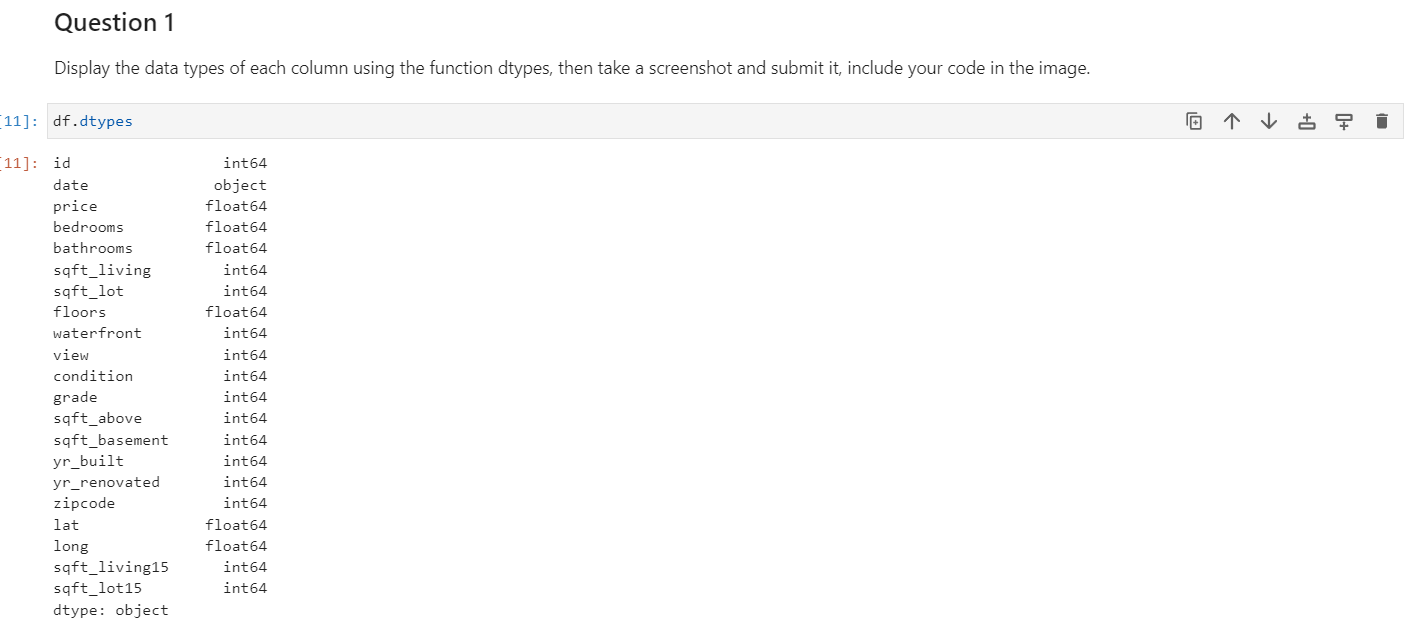 Question 1
Display the data types of each column using the function dtypes, then take a screenshot and submit it, include your code in the image.
[11]: df.dtypes
[11]: id int64
date object
price float64
bedrooms float64
bathrooms float64
sqft_living int64
sqft_lot int64
floors float64
waterfront int64
view int64
condition int64
grade int64
sqft_above int64
sqft_basement int64
yr_built int64
yr_renovated int64
zipcode int64
lat float64
long float64
sqft_living15 int64
sqft_lot15 int64
dtype: object